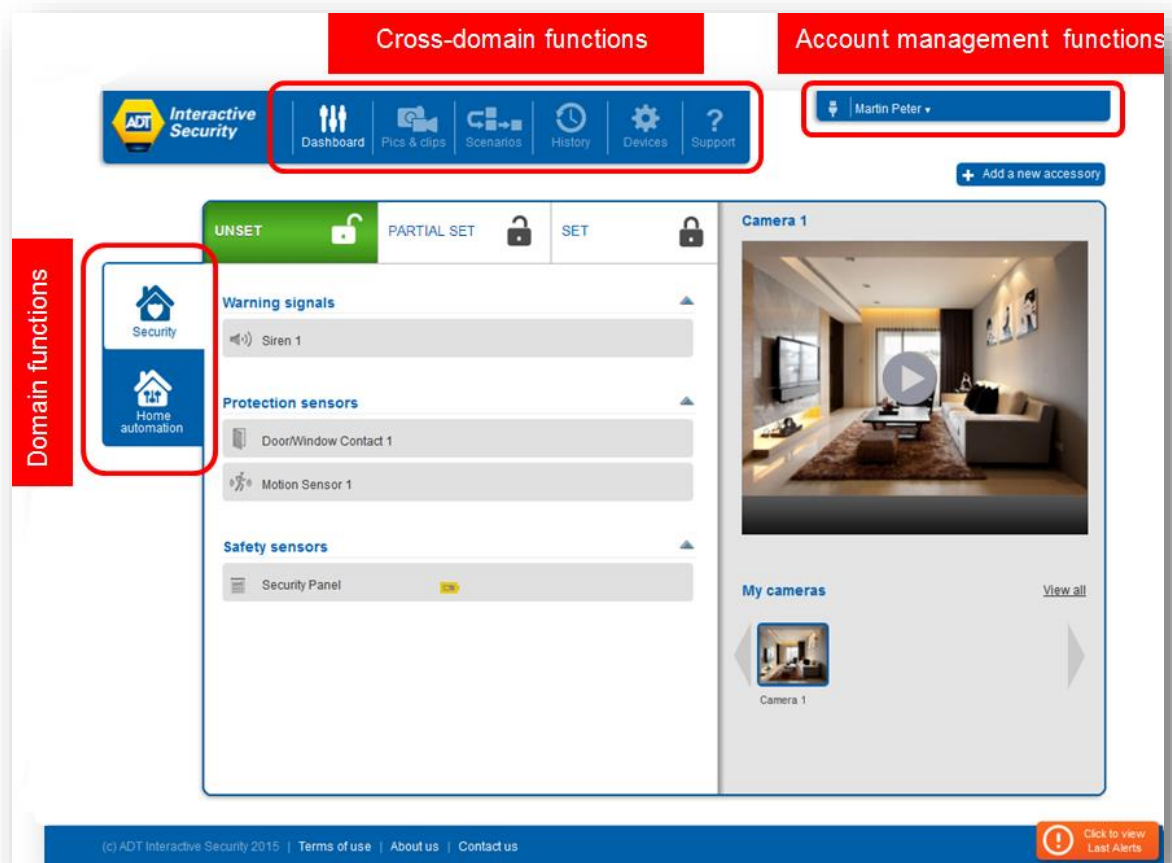 Cross-domain functions
Account management functions
ADT
Interactive
Security
Dashboard
Pics & clips
Scenarios
History
Devices
?
Support
Martin Peter
+ Add a new accessory
Domain functions
Security
Home
automation
UNSET
PARTIAL SET
SET
Warning signals
Siren 1
Protection sensors
Door/Window Contact 1
Motion Sensor 1
Safety sensors
Security Panel
Camera 1
My cameras
View all
Camera 1
(c) ADT Interactive Security 2015 | Terms of use | About us | Contact us
Click to view
Last Alerts